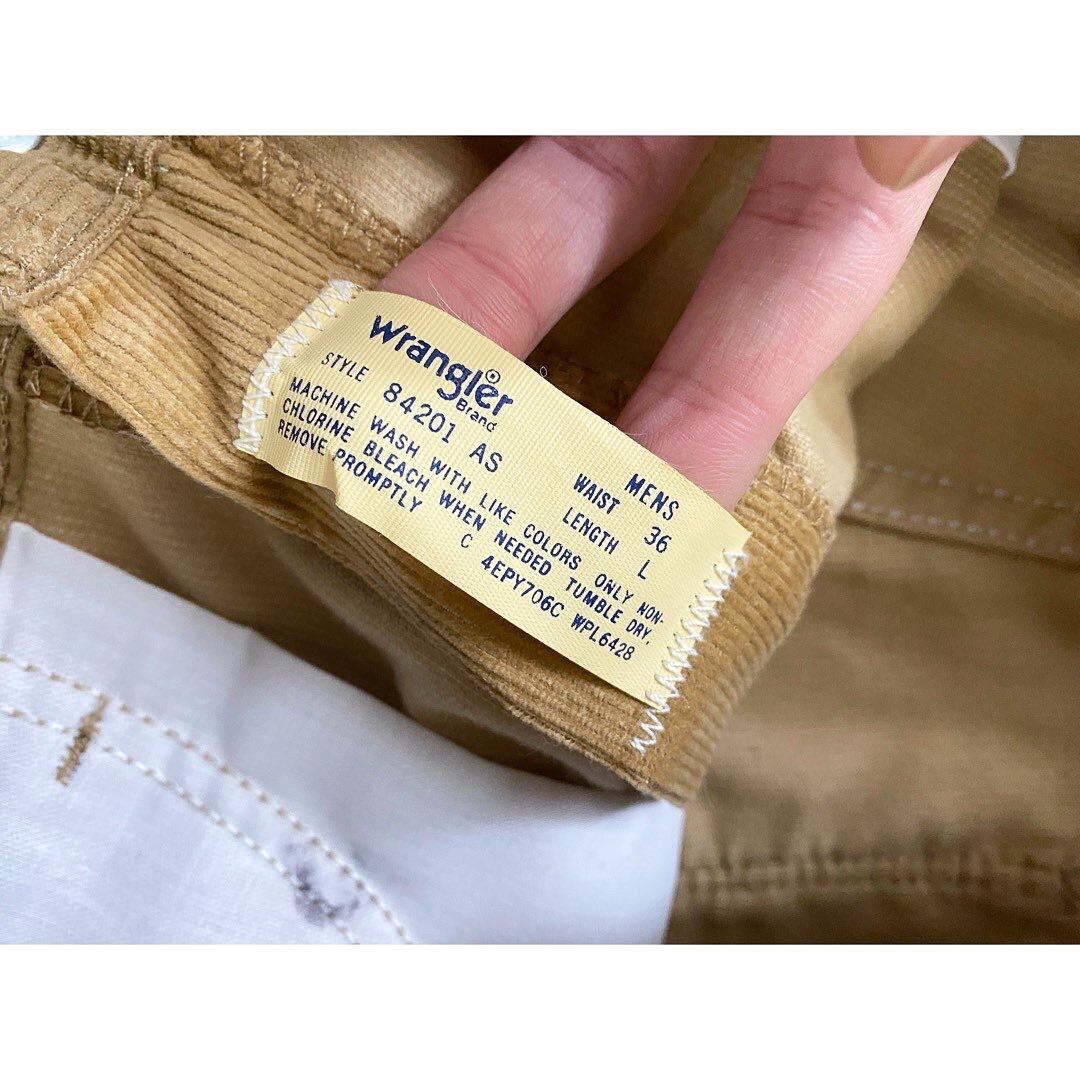 Wrangler®
Brand
STYLE 84201 AS
MENS
WAIST 36
LENGTH L
MACHINE WASH WITH LIKE COLORS ONLY NON-
CHLORINE BLEACH WHEN NEEDED TUMBLE DRY,
REMOVE PROMPTLY
C 4EPY706C WPL6428